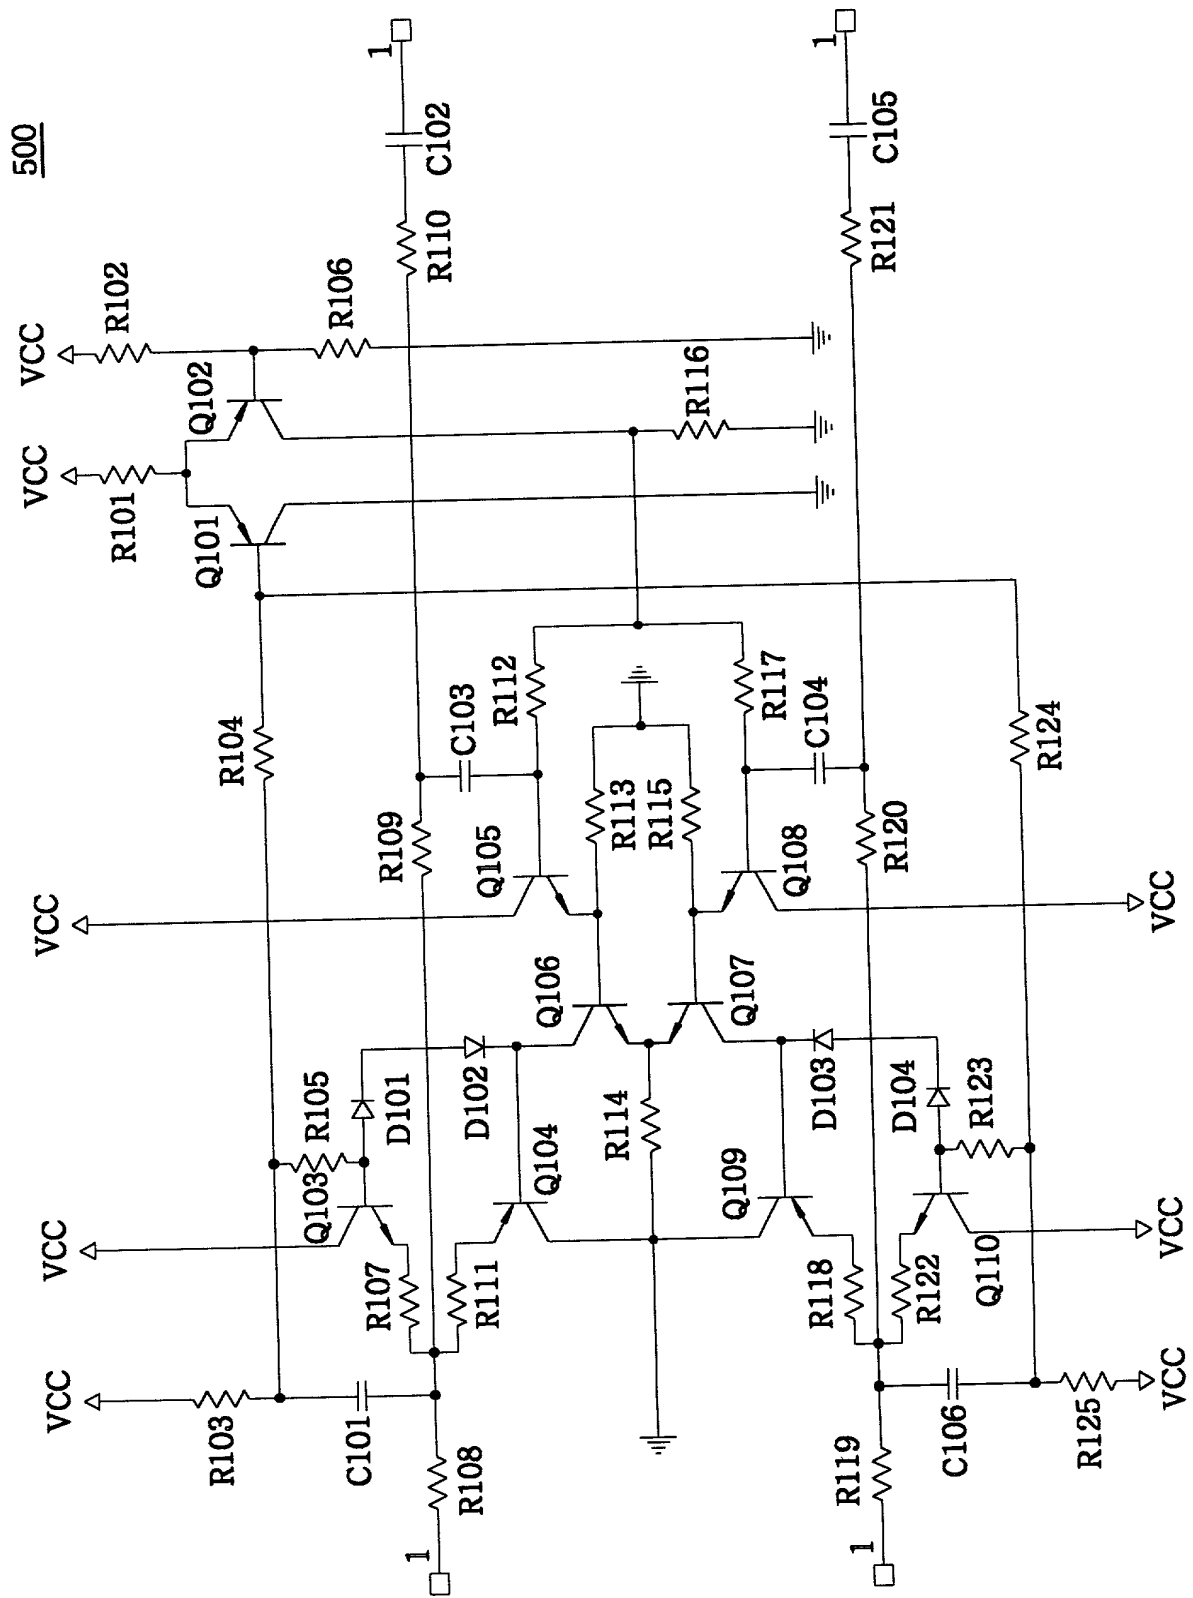 500
1
1
C102
C105
R110
R121
VCC
R102
R106
Q102
R116
VCC
R101
Q101
R104
R112
C103
R117
C104
R124
R109
R113
R115
R120
Q105
Q108
VCC
VCC
Q106
Q107
R105
D101
D102
D103
D104
R123
R114
Q103
Q104
Q109
Q110
VCC
VCC
R107
R111
R118
R122
VCC
VCC
R103
C101
R108
R119
C106
R125
1
1